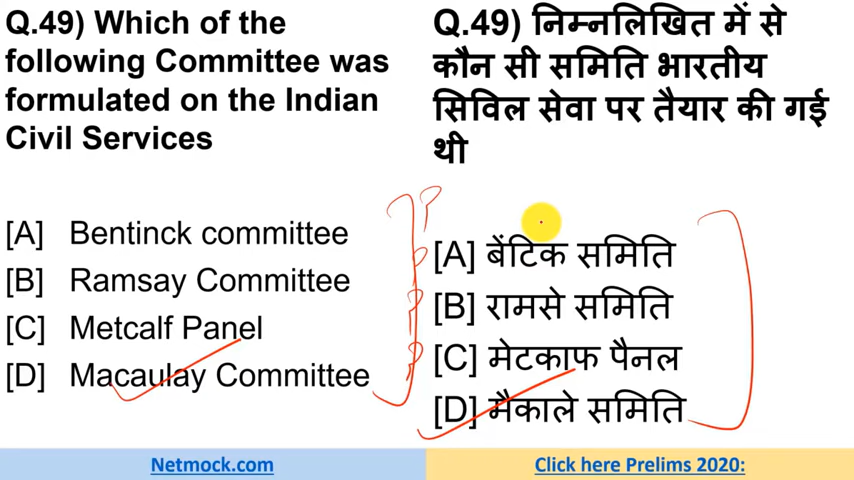 Q.49) Which of the
following Committee was
formulated on the Indian
Civil Services
[A] Bentinck committee
[B] Ramsay Committee
[C] Metcalf Panel
[D] Macaulay Committee
Q.49) निम्नलिखित में से
कौन सी समिति भारतीय
सिविल सेवा पर तैयार की गई
थी
[A] बेंटिक समिति
[B] रामसे समिति
[C] मेटकाफ पैनल
[D] मैकाले समिति
Netmock.com
Click here Prelims 2020: